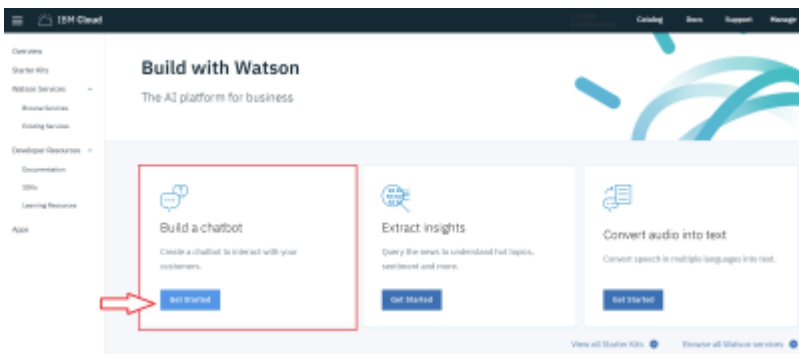 IBM Cloud
Catalog Docs Support Manage
Overview
Starter Kits
Watson Services
Browse Services
Existing Services
Developer Resources
Documentation
SDKs
Learning Resources
Apps
Build with Watson
The AI platform for business
Build a chatbot
Create a chatbot to interact with your
customers.
Get Started
Extract insights
Query the news to understand hot topics,
sentiment and more.
Get Started
Convert audio into text
Convert speech in multiple languages into text.
Get Started
View all Starter Kits
Browse all Watson services